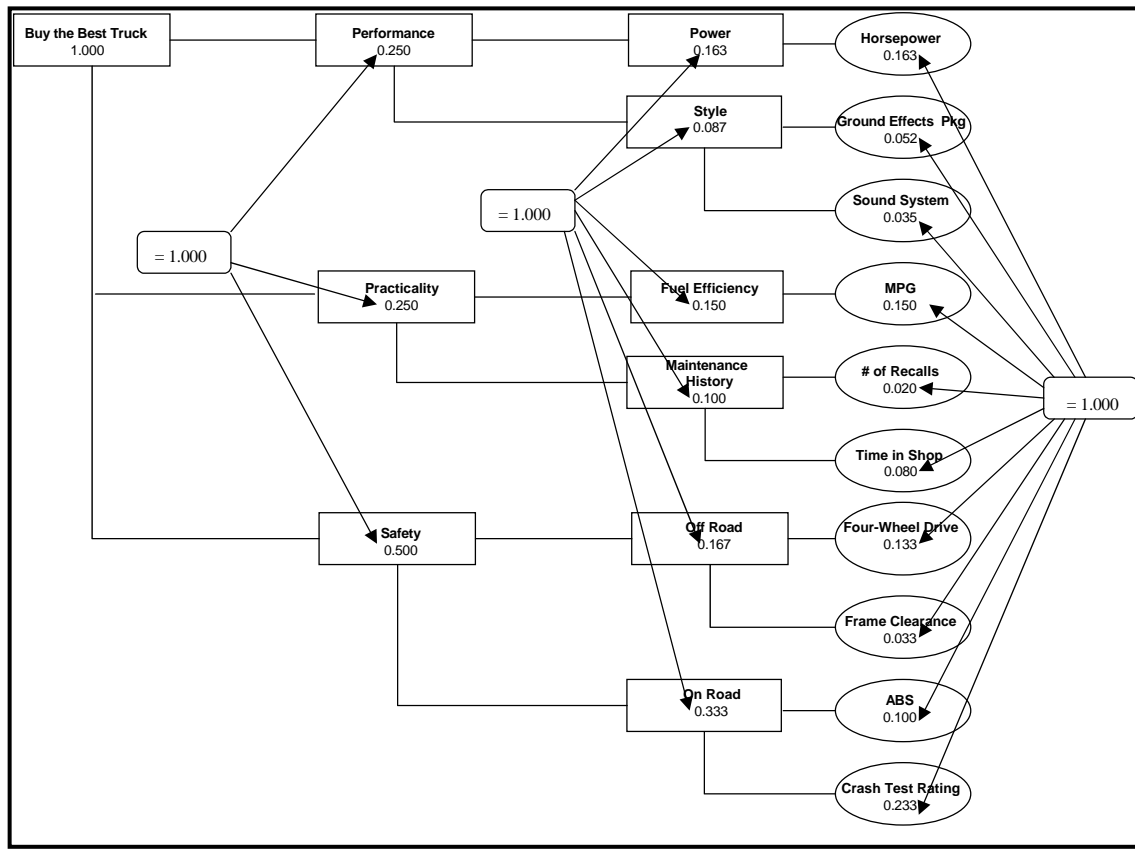 Buy the Best Truck
1.000
Performance
0.250
Power
0.163
Horsepower
0.163
Style
0.087
Ground Effects Pkg
0.052
Sound System
0.035
= 1.000
= 1.000
Practicality
0.250
Fuel Efficiency
0.150
MPG
0.150
Maintenance
History
0.100
# of Recalls
0.020
= 1.000
Time in Shop
0.080
Safety
0.500
Off Road
0.167
Four-Wheel Drive
0.133
Frame Clearance
0.033
On Road
0.333
ABS
0.100
Crash Test Rating
0.233